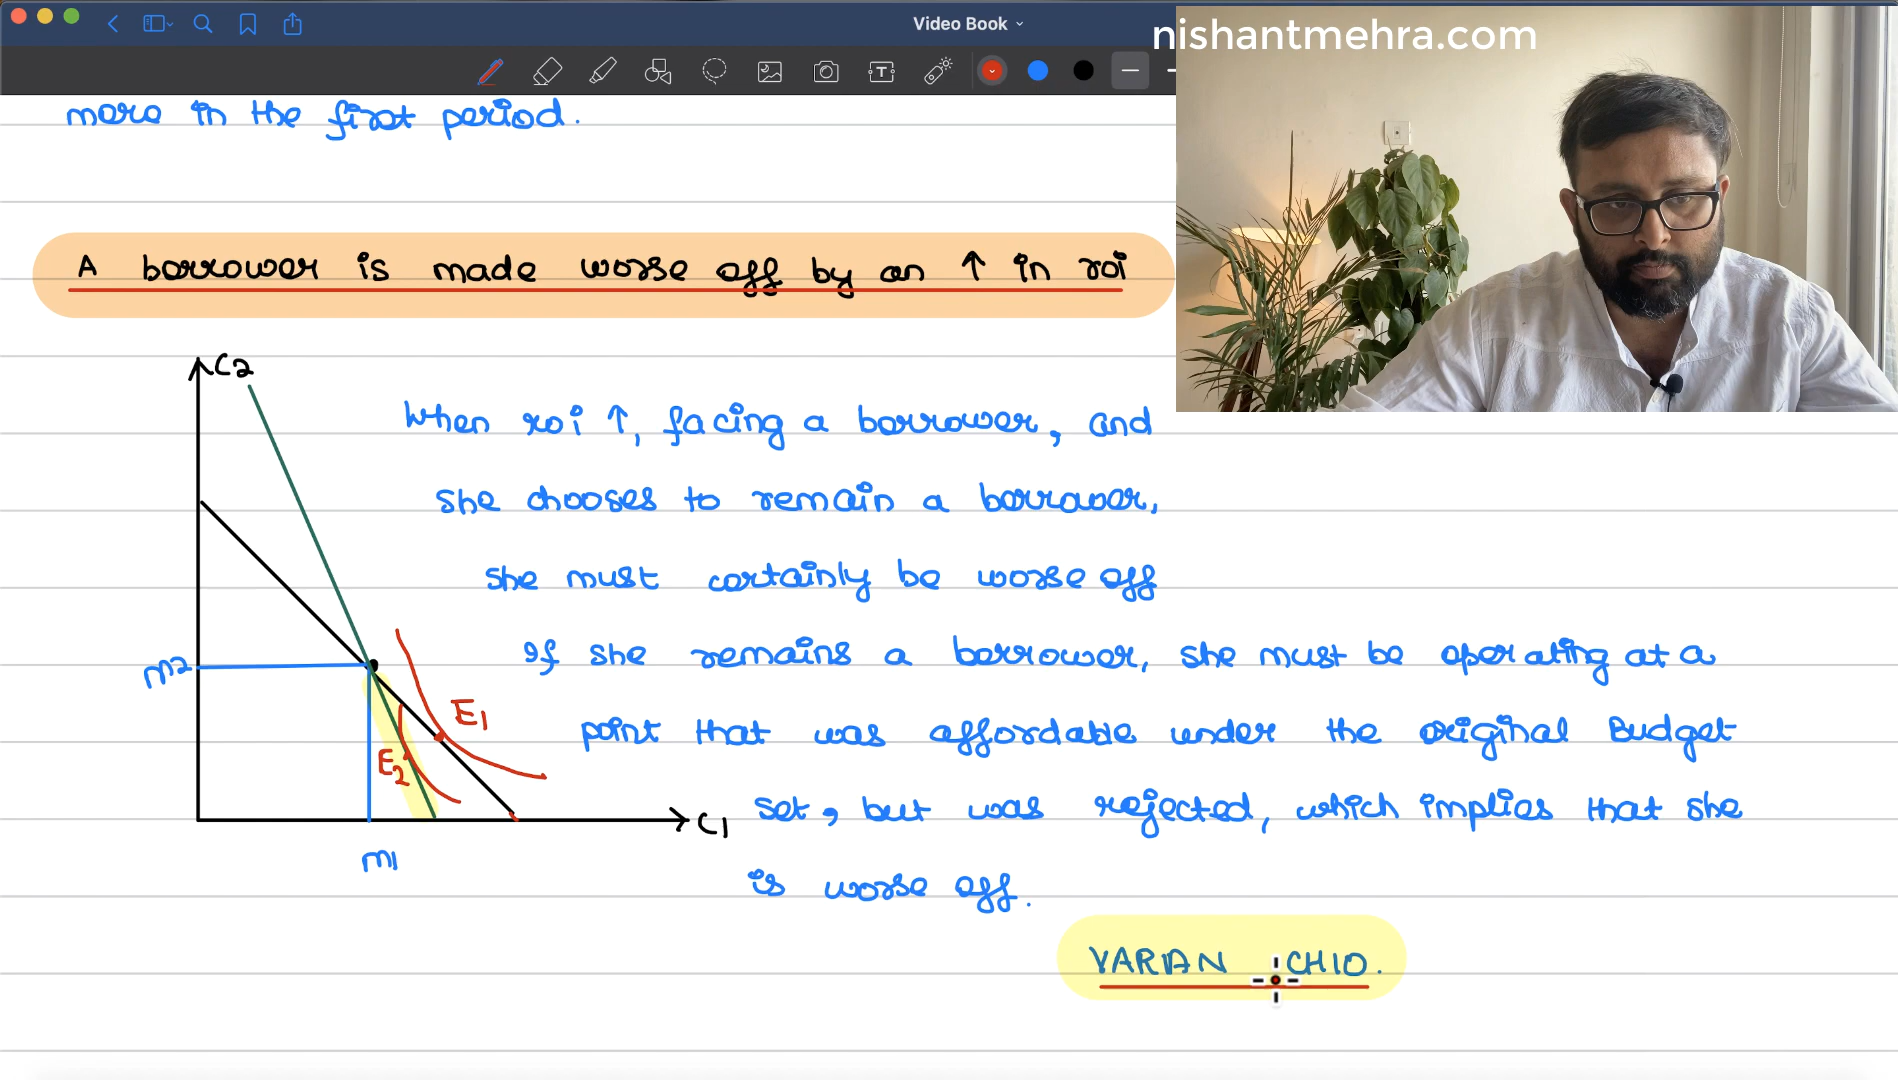 Video Book
nishantmehra.com
more in the first period.
A borrower is made worse off by an ↑ in roi
C2
When roi ↑, facing a borrower, and
she chooses to remain a borrower,
she must certainly be worse off
If she remains a borrower, she must be operating at a
m2
E1
point that was affordable under the original Budget
E2
set, but was rejected, which implies that she
C1
m1
is worse off.
VARIAN CH10.